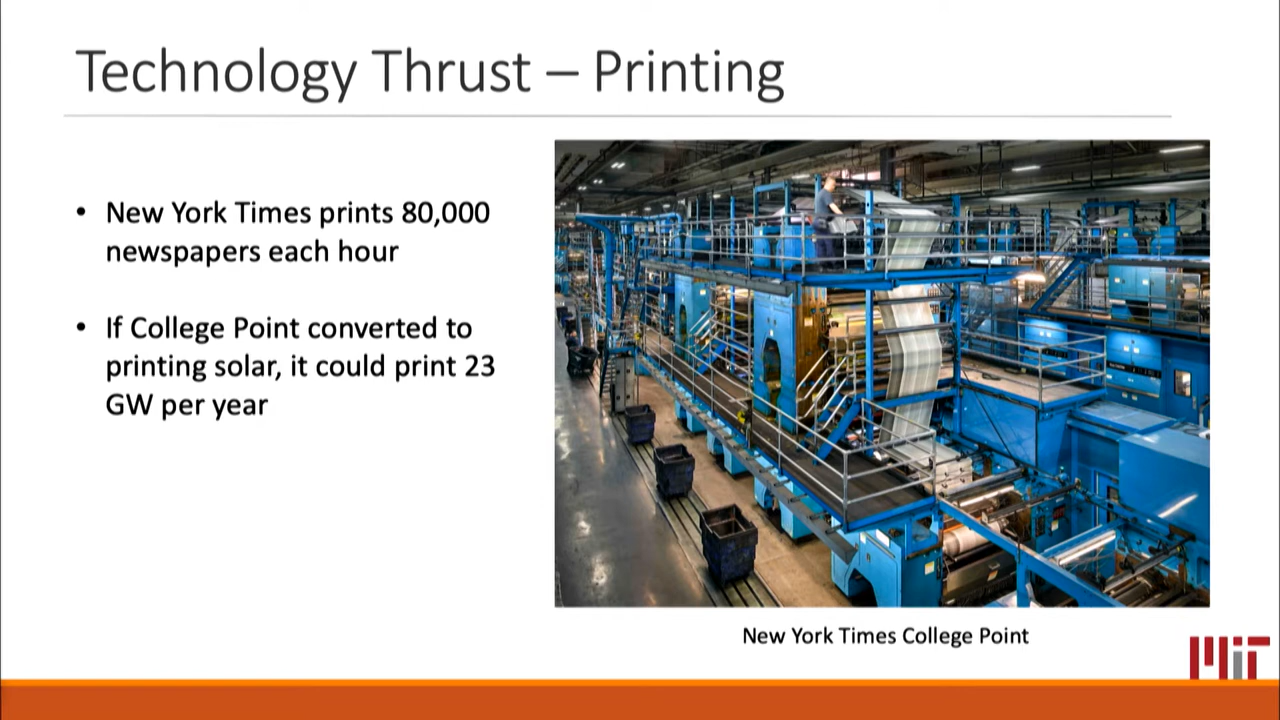 Technology Thrust – Printing
• New York Times prints 80,000
newspapers each hour
• If College Point converted to
printing solar, it could print 23
GW per year
New York Times College Point
MIT